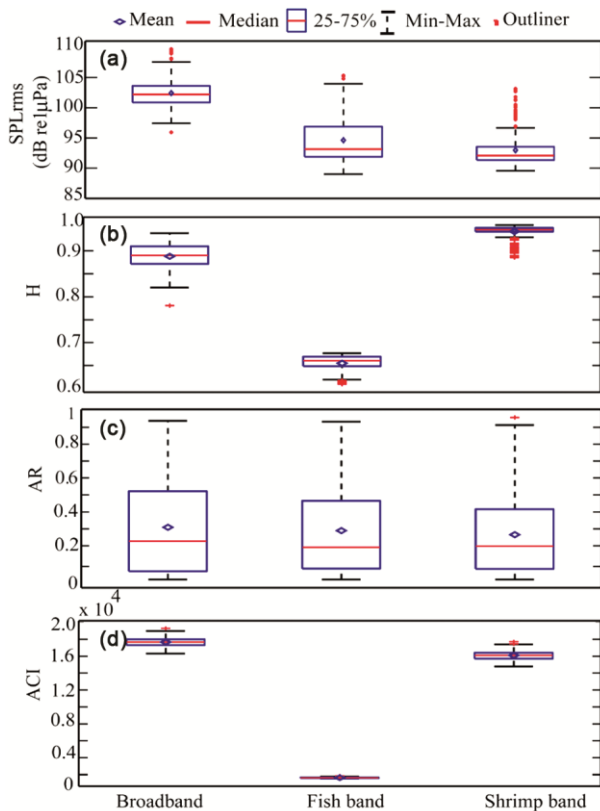 Mean Median 25-75% Min-Max Outliner
(a)
SPLrms
(dB re1μPa)
110
105
100
95
90
85
(b)
H
1.0
0.9
0.8
0.7
0.6
(c)
AR
1
0.8
0.6
0.4
0.2
0
x 10⁴
(d)
ACI
2.0
1.6
1.2
0.8
0.4
0
Broadband Fish band Shrimp band